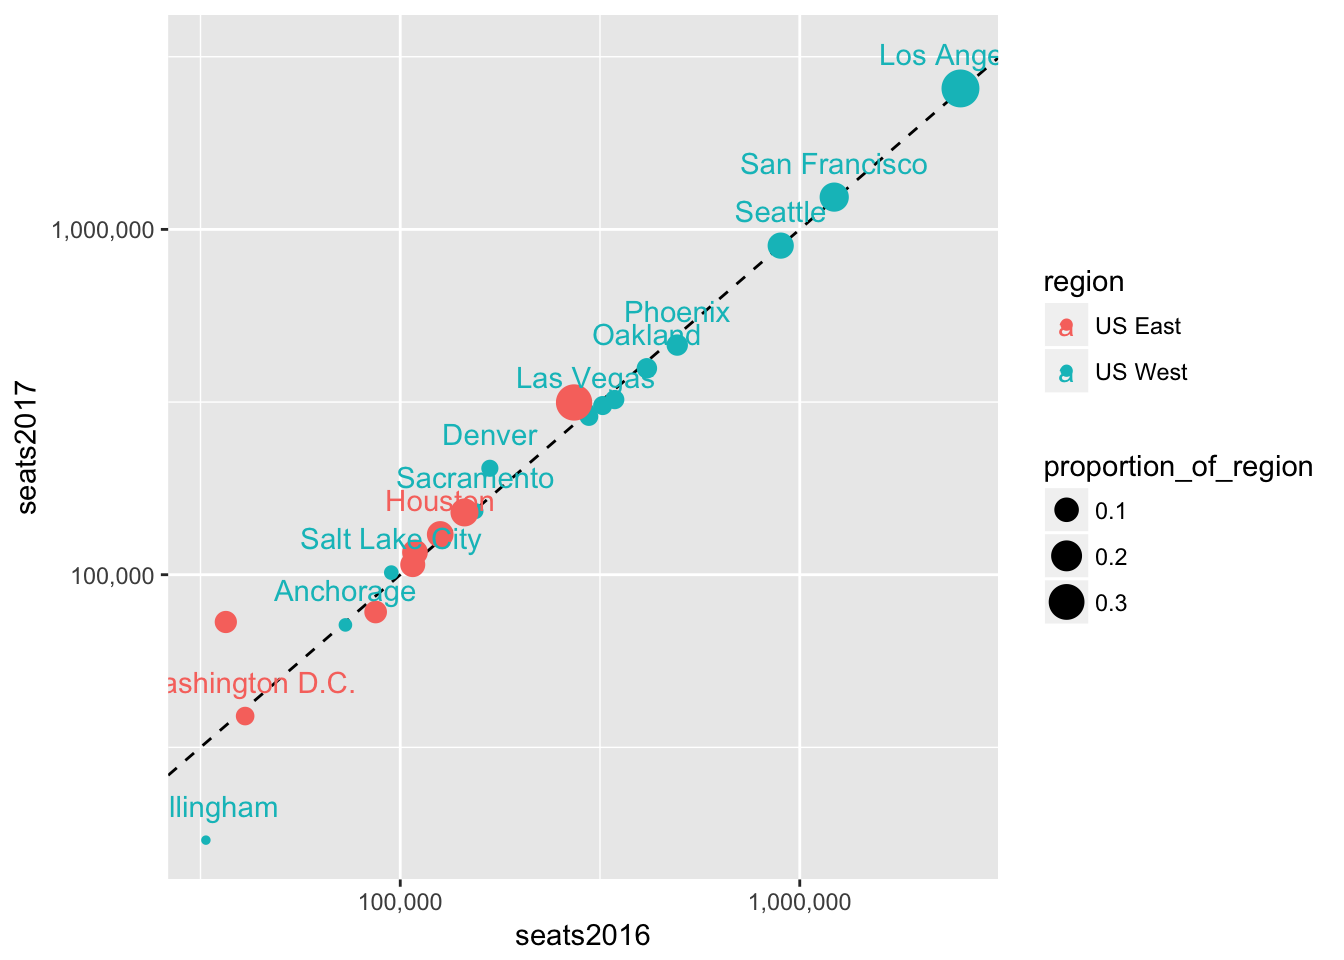 Los Ange
San Francisco
Seattle
1,000,000
Phoenix
Oakland
Las Vegas
Denver
Sacramento
Houston
Salt Lake City
100,000
Anchorage
ashington D.C.
llingham
100,000
1,000,000
seats2016
seats2017
region
a US East
a US West
proportion_of_region
0.1
0.2
0.3